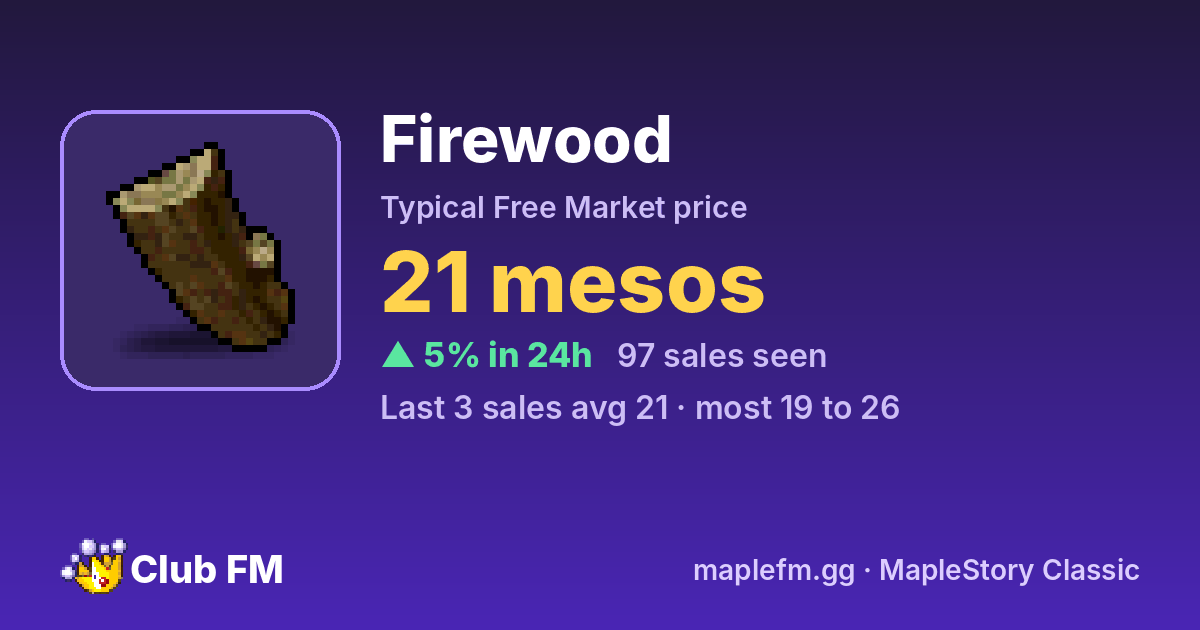 Firewood
Typical Free Market price
21 mesos
▲ 5% in 24h 97 sales seen
Last 3 sales avg 21 · most 19 to 26
Club FM
maplefm.gg · MapleStory Classic